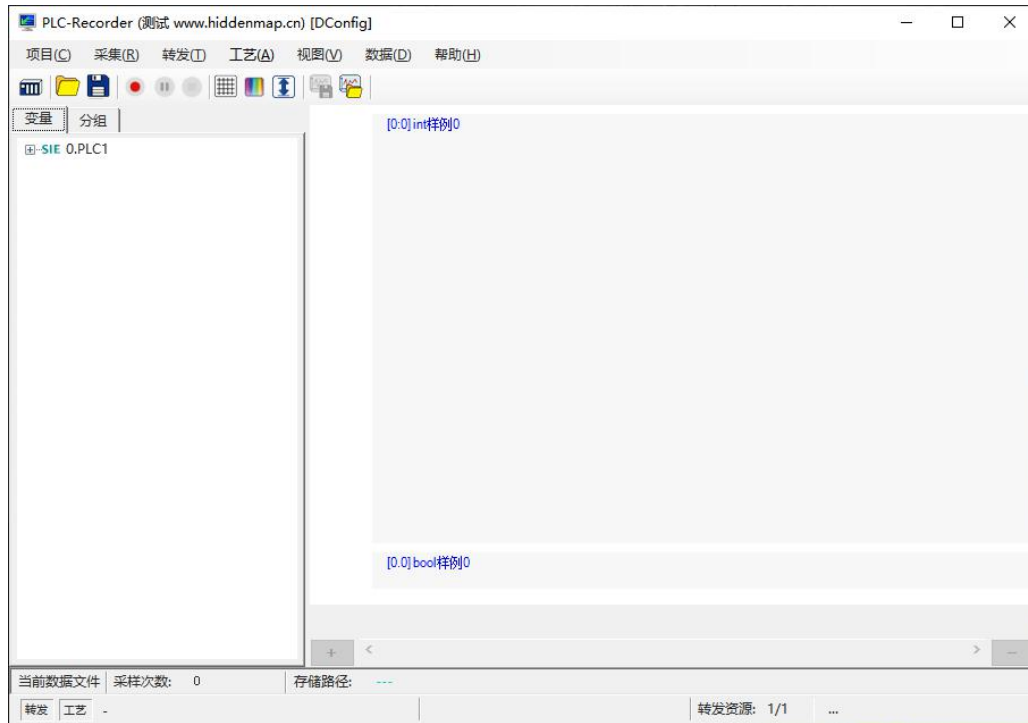 PLC-Recorder (测试 www.hiddenmap.cn) [DConfig]
项目(C) 采集(R) 转发(T) 工艺(A) 视图(V) 数据(D) 帮助(H)
变量 分组
SIE 0.PLC1
[0:0]int样例0
[0.0]bool样例0
当前数据文件 采样次数: 0 存储路径: ---
转发 工艺 - 转发资源: 1/1 ...